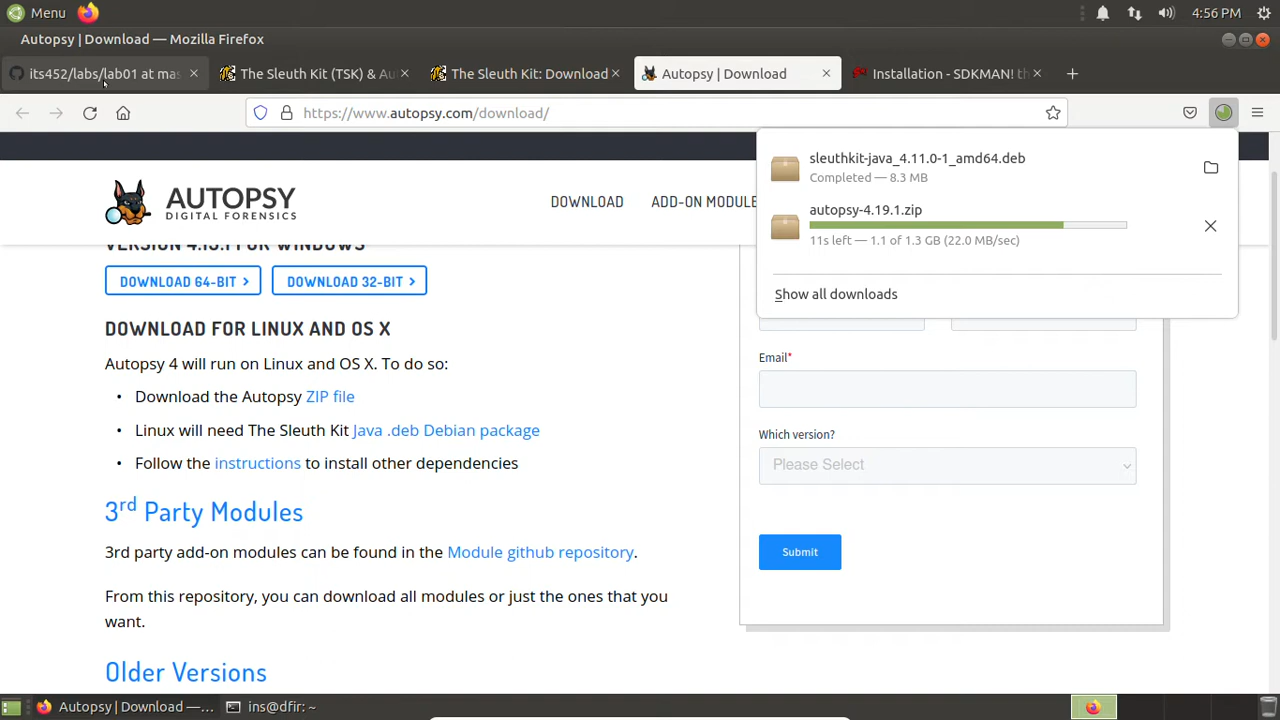 Menu
4:56 PM
Autopsy | Download — Mozilla Firefox
its452/labs/lab01 at mas
The Sleuth Kit (TSK) & Au
The Sleuth Kit: Download
Autopsy | Download
Installation - SDKMAN! th
https://www.autopsy.com/download/
AUTOPSY
DIGITAL FORENSICS
DOWNLOAD
ADD-ON MODULE
sleuthkit-java_4.11.0-1_amd64.deb
Completed — 8.3 MB
autopsy-4.19.1.zip
11s left — 1.1 of 1.3 GB (22.0 MB/sec)
Show all downloads
DOWNLOAD 64-BIT >
DOWNLOAD 32-BIT >
DOWNLOAD FOR LINUX AND OS X
Autopsy 4 will run on Linux and OS X. To do so:
• Download the Autopsy ZIP file
• Linux will need The Sleuth Kit Java .deb Debian package
• Follow the instructions to install other dependencies
3rd Party Modules
3rd party add-on modules can be found in the Module github repository.
From this repository, you can download all modules or just the ones that you
want.
Older Versions
Email*
Which version?
Please Select
Submit
Autopsy | Download —...
ins@dfir: ~